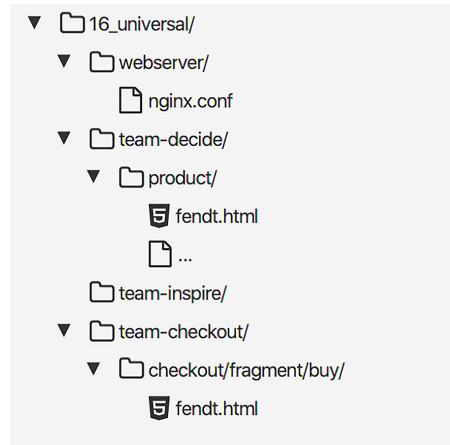 16_universal/
webserver/
nginx.conf
team-decide/
product/
fendt.html
...
team-inspire/
team-checkout/
checkout/fragment/buy/
fendt.html